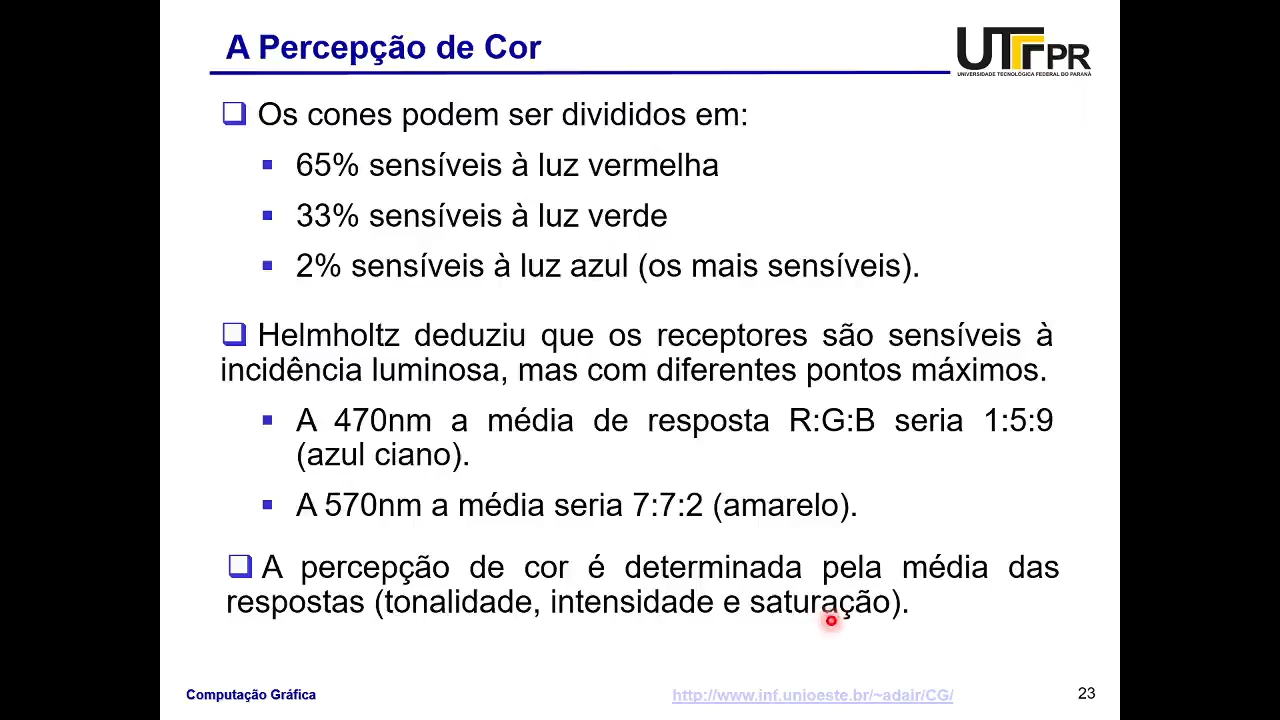 A Percepção de Cor
UTFPR
UNIVERSIDADE TECNOLÓGICA FEDERAL DO PARANÁ
Os cones podem ser divididos em:
65% sensíveis à luz vermelha
33% sensíveis à luz verde
2% sensíveis à luz azul (os mais sensíveis).
Helmholtz deduziu que os receptores são sensíveis à
incidência luminosa, mas com diferentes pontos máximos.
A 470nm a média de resposta R:G:B seria 1:5:9
(azul ciano).
A 570nm a média seria 7:7:2 (amarelo).
A percepção de cor é determinada pela média das
respostas (tonalidade, intensidade e saturação).
Computação Gráfica
http://www.inf.unioeste.br/~adair/CG/
23